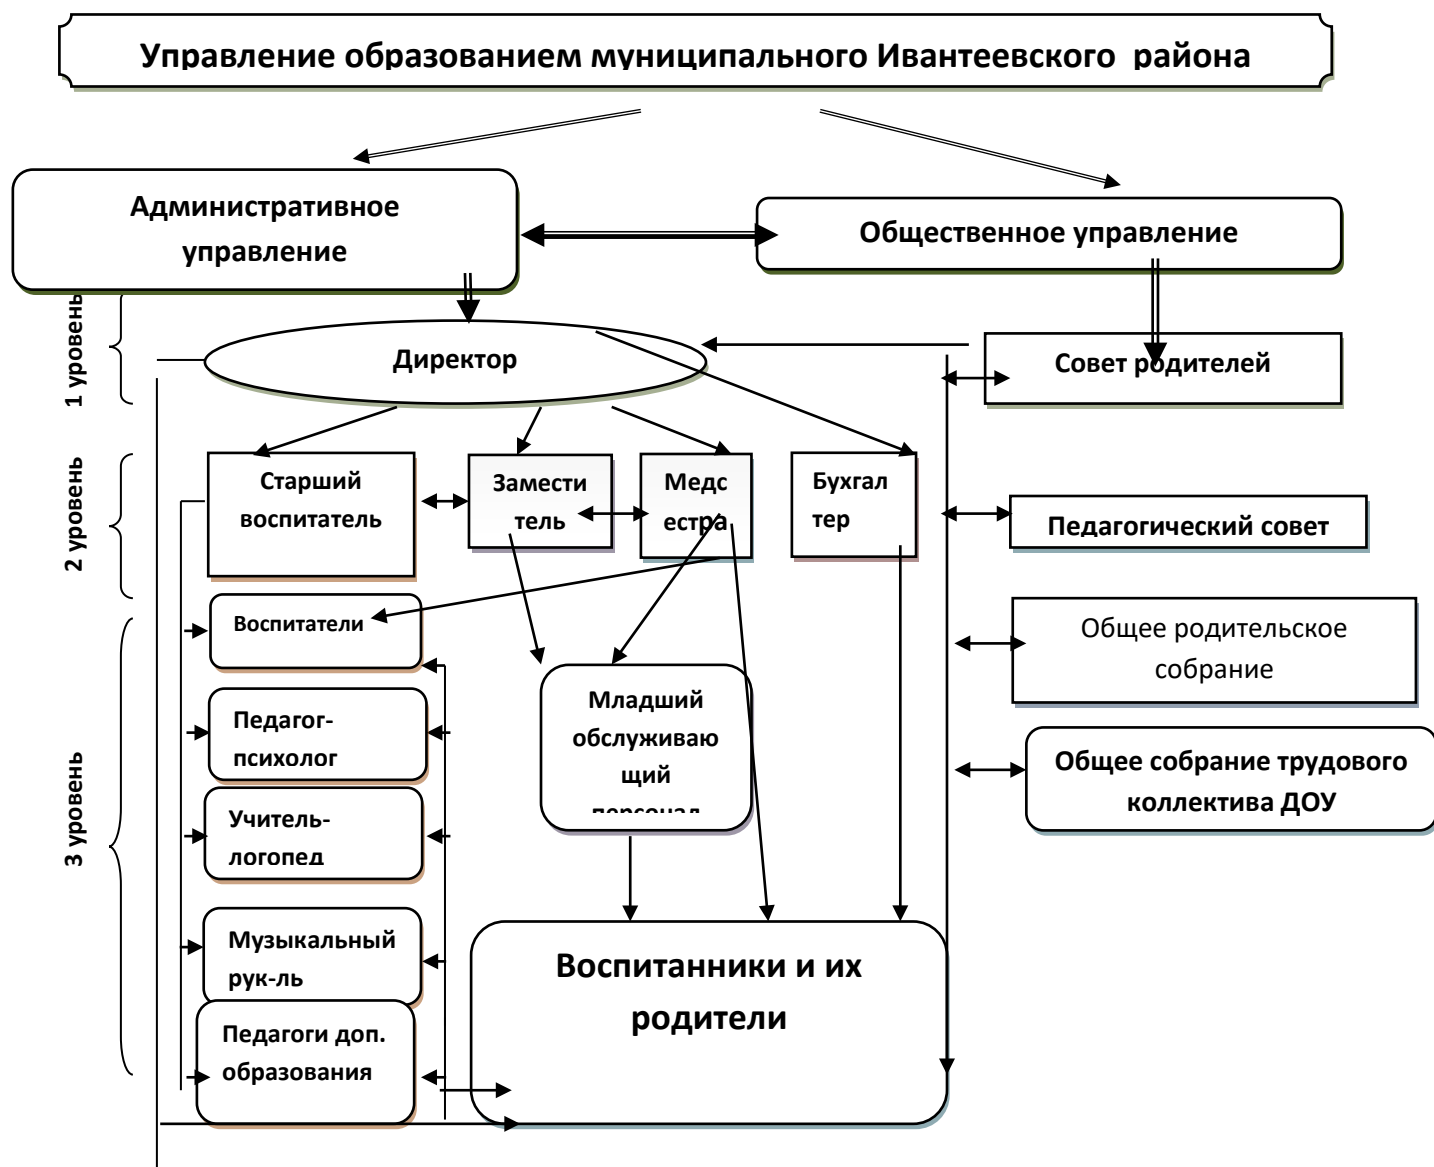 Управление образованием муниципального Ивантеевского района
Административное
управление
Общественное управление
1 уровень
Директор
Совет родителей
2 уровень
Старший
воспитатель
Замести
тель
Медс
естра
Бухгал
тер
Педагогический совет
3 уровень
Воспитатели
Общее родительское
собрание
Педагог-
психолог
Младший
обслуживаю
щий
персонал
Общее собрание трудового
коллектива ДОУ
Учитель-
логопед
Музыкальный
рук-ль
Воспитанники и их
родители
Педагоги доп.
образования